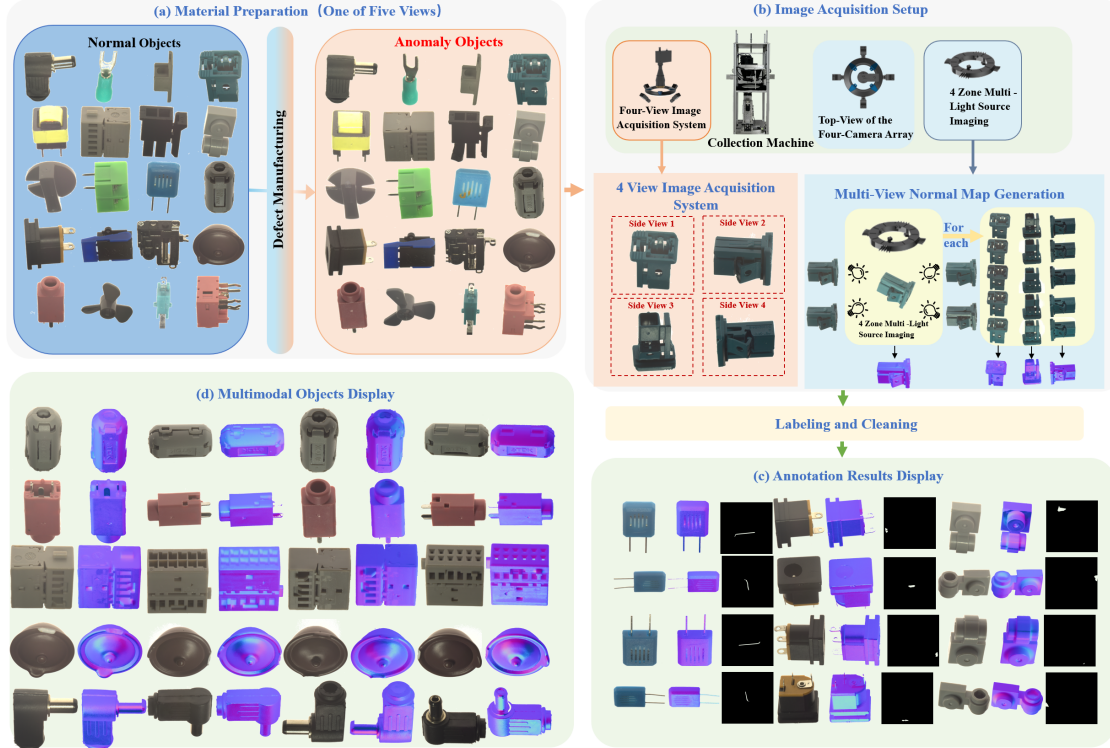 (a) Material Preparation（One of Five Views）
Normal Objects
Anomaly Objects
Defect Manufacturing
(b) Image Acquisition Setup
Four-View Image
Acquisition System
Collection Machine
Top-View of the
Four-Camera Array
4 Zone Multi -
Light Source
Imaging
4 View Image Acquisition
System
Side View 1
Side View 2
Side View 3
Side View 4
Multi-View Normal Map Generation
For
each
4 Zone Multi -Light
Source Imaging
Labeling and Cleaning
(c) Annotation Results Display
(d) Multimodal Objects Display